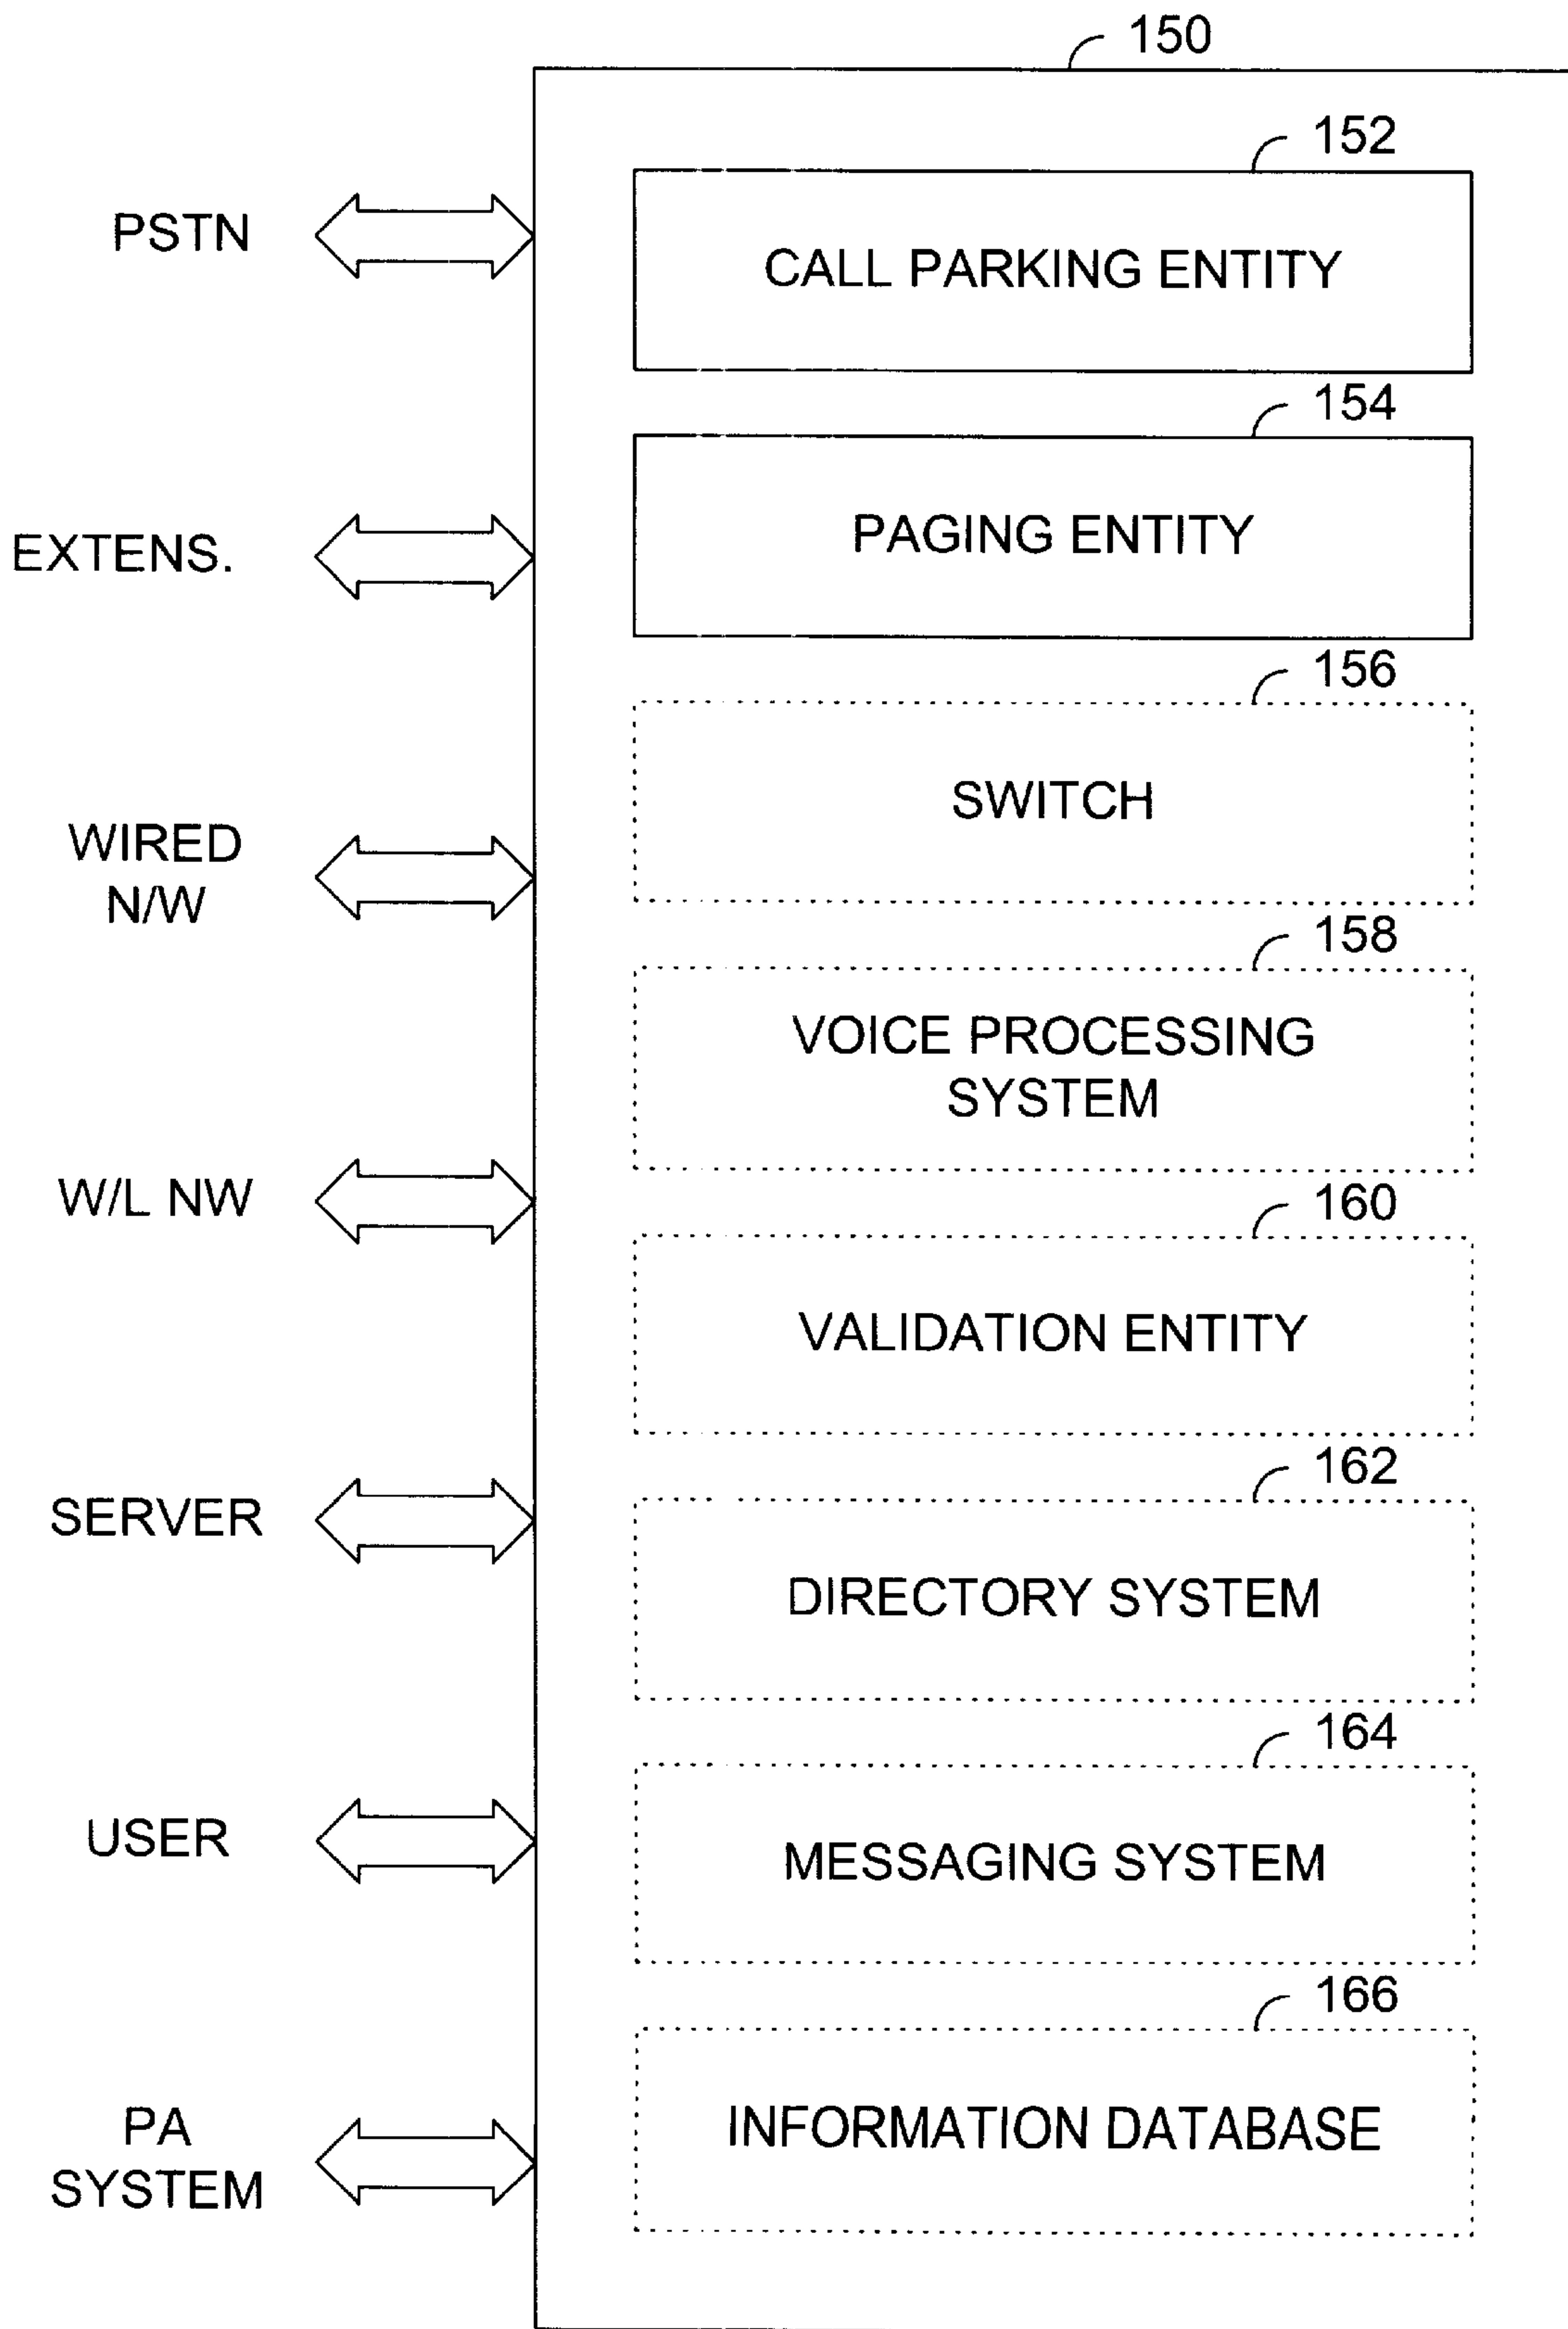 150
152
PSTN
CALL PARKING ENTITY
154
EXTENS.
PAGING ENTITY
156
SWITCH
WIRED
N/W
158
VOICE PROCESSING
SYSTEM
W/L NW
160
VALIDATION ENTITY
162
SERVER
DIRECTORY SYSTEM
164
USER
MESSAGING SYSTEM
166
PA
SYSTEM
INFORMATION DATABASE